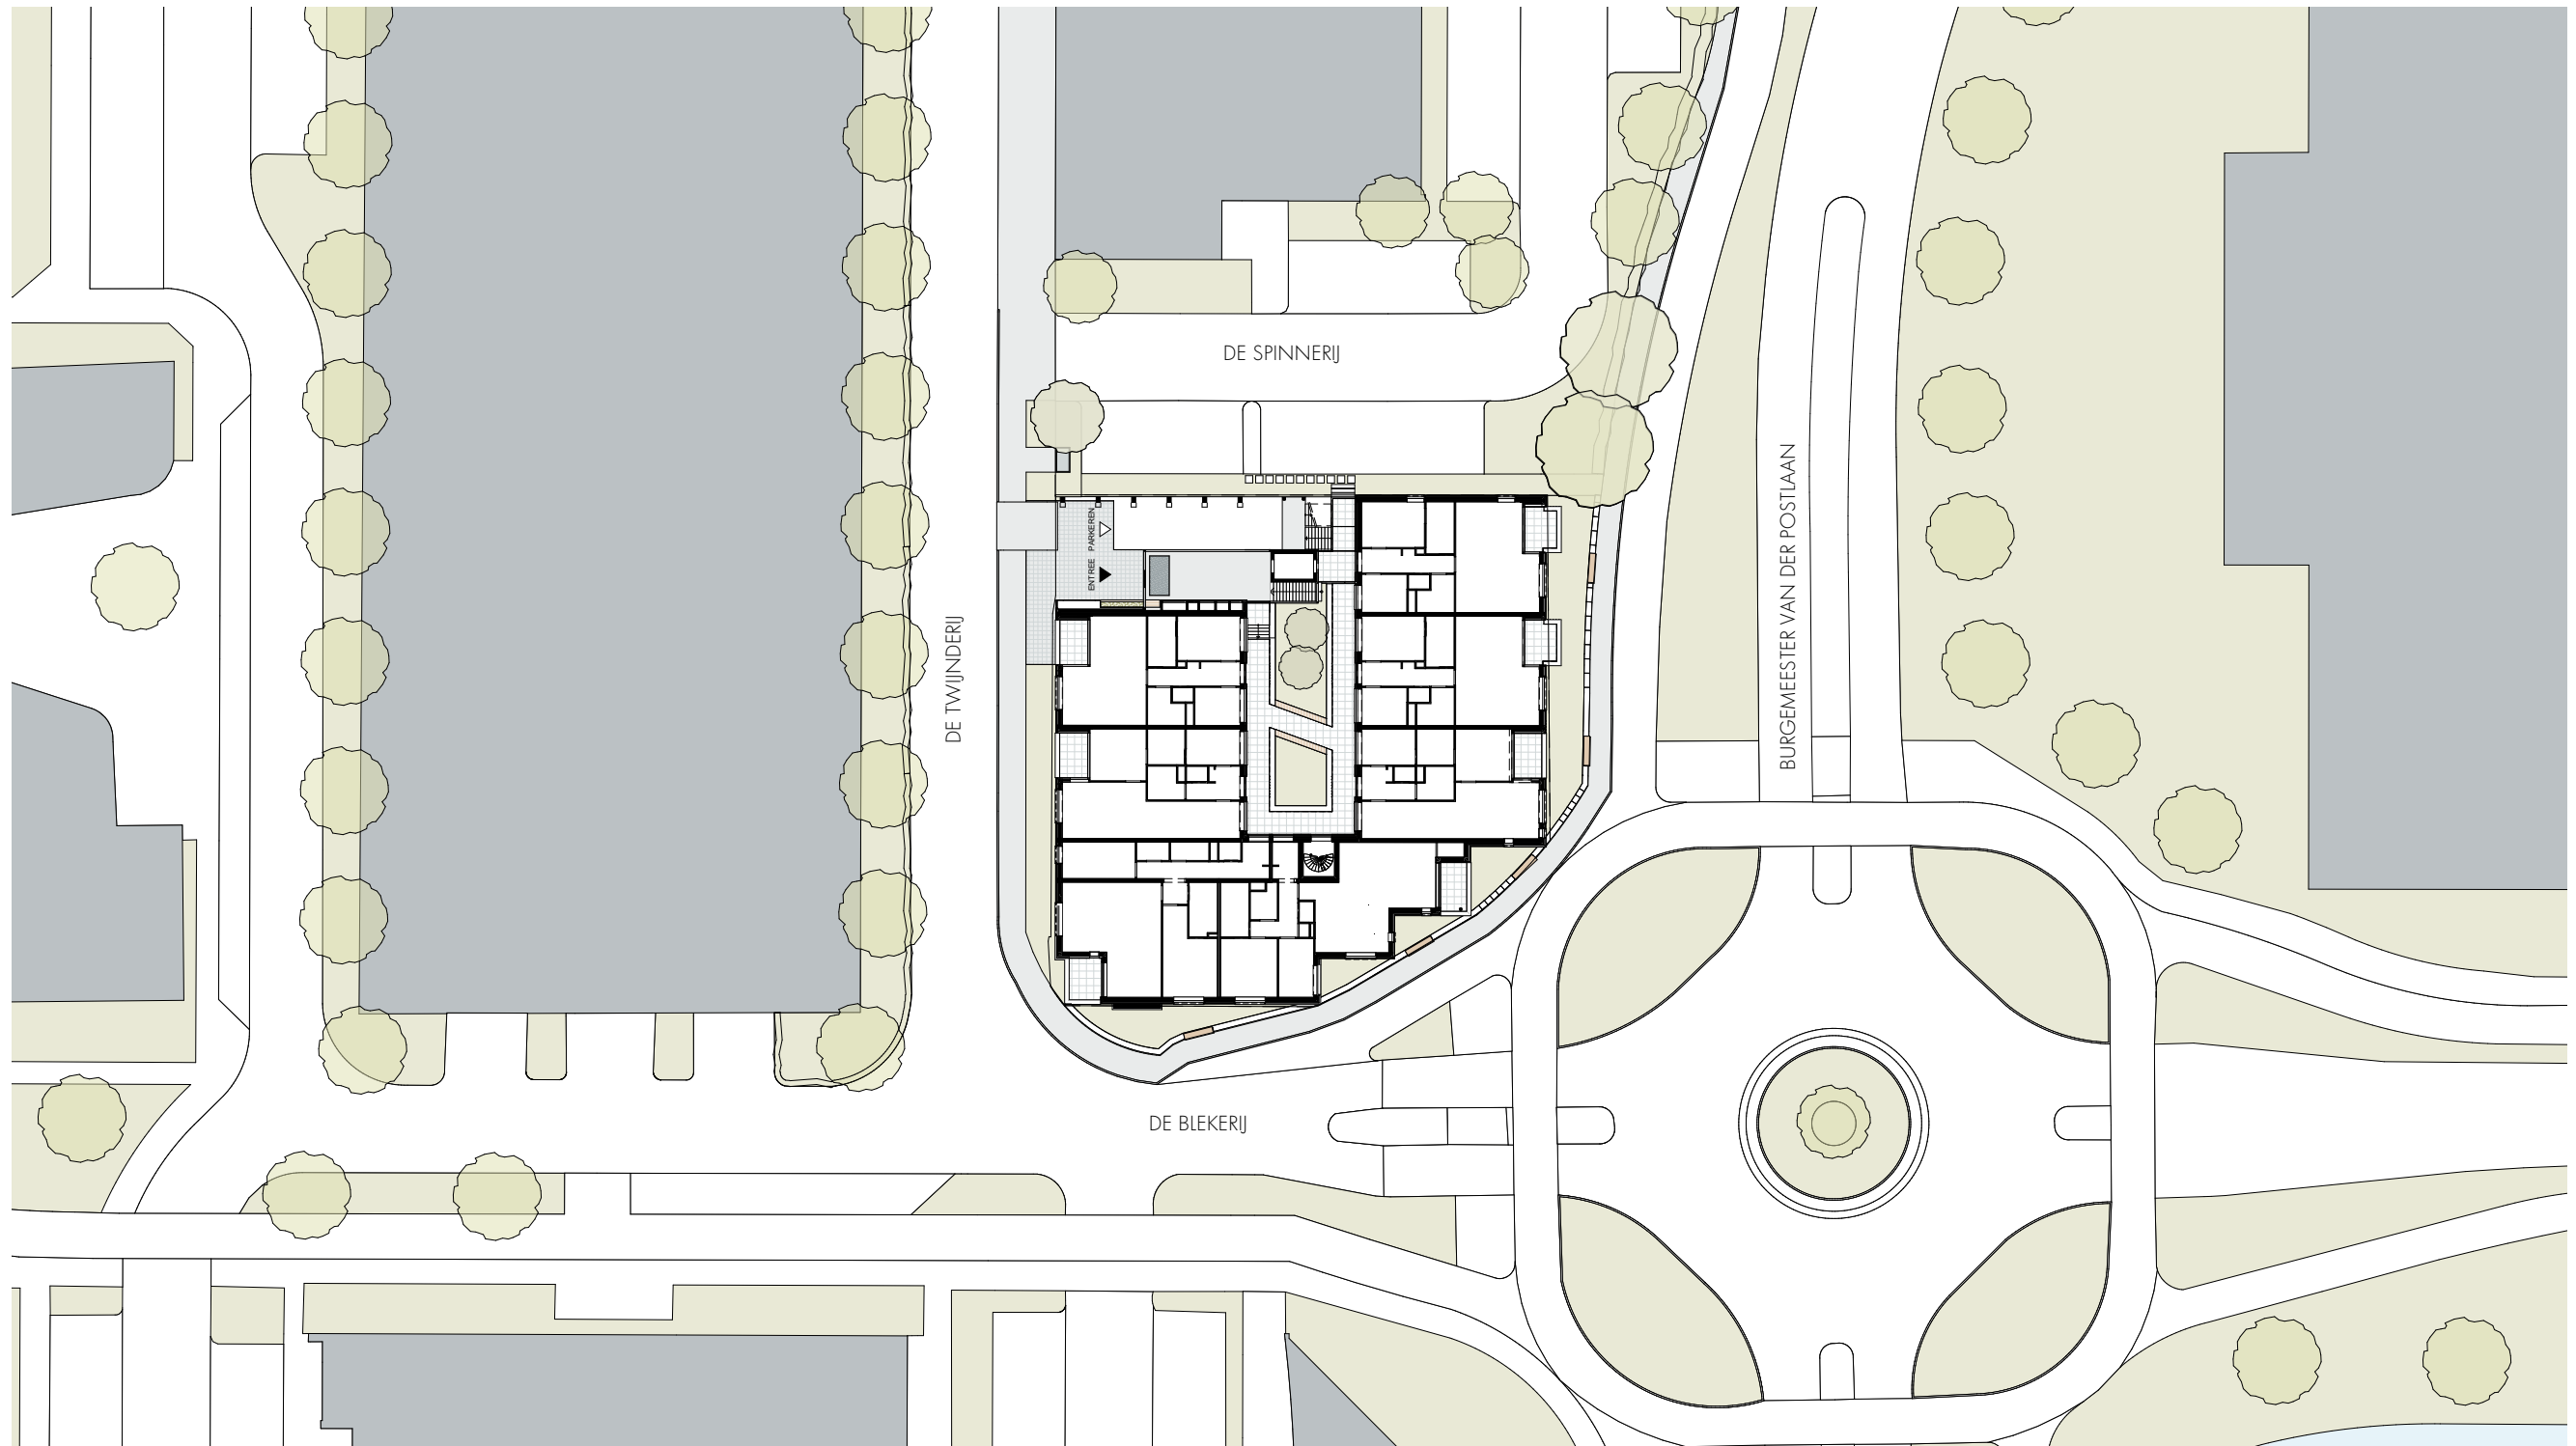 DE SPINNERIJ
PARKEREN
ENTREE
DE TWIJNDERIJ
BURGEMEESTER VAN DER POSTLAAN
DE BLEKERIJ